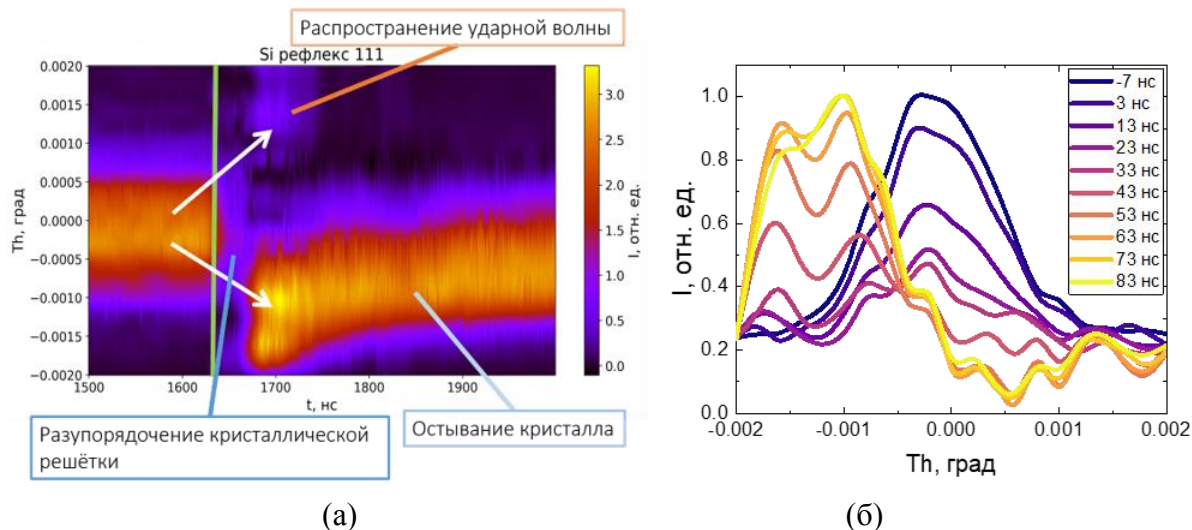 Распространение ударной волны
Si рефлекс 111
0.0020
0.0015
0.0010
0.0005
0.0000
−0.0005
−0.0010
−0.0015
−0.0020
Th, град
1500
1600
1700
1800
1900
t, нс
3.0
2.5
2.0
1.5
1.0
0.5
0.0
I, отн. ед.
Разупорядочение кристаллической
решётки
Остывание кристалла
(а)
1.0
0.8
0.6
0.4
0.2
0.0
I, отн. ед.
-0.002
-0.001
0.000
0.001
0.002
Th, град
-7 нс
3 нс
13 нс
23 нс
33 нс
43 нс
53 нс
63 нс
73 нс
83 нс
(б)